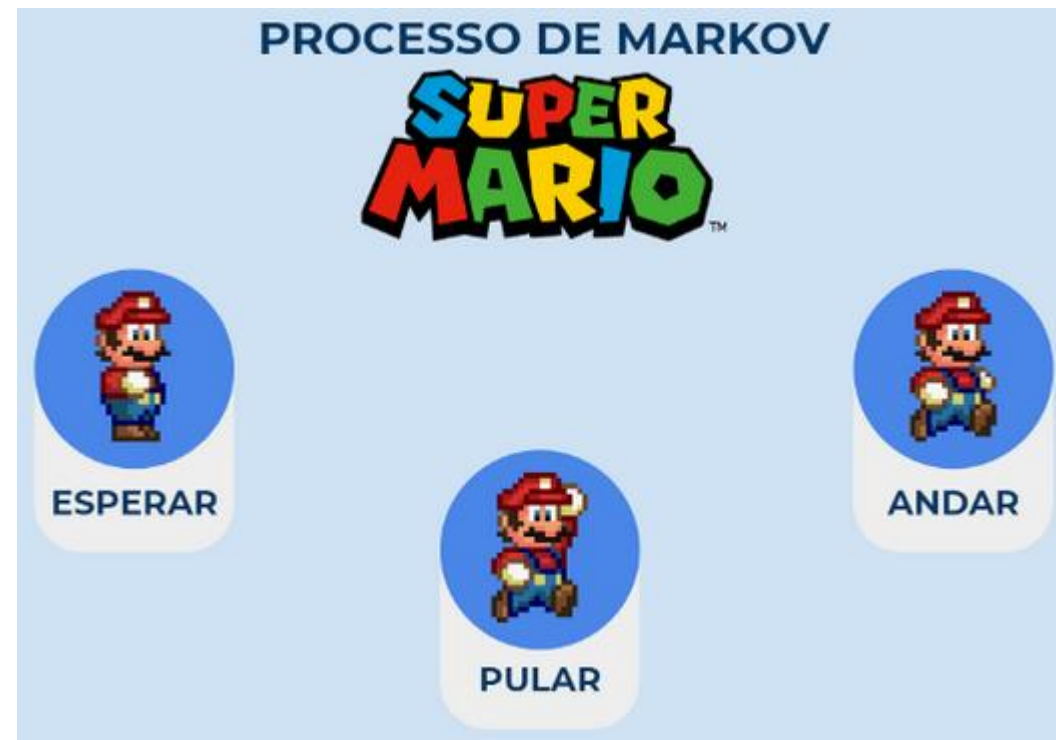 PROCESSO DE MARKOV
SUPER
MARIO
TM
ESPERAR
ANDAR
PULAR